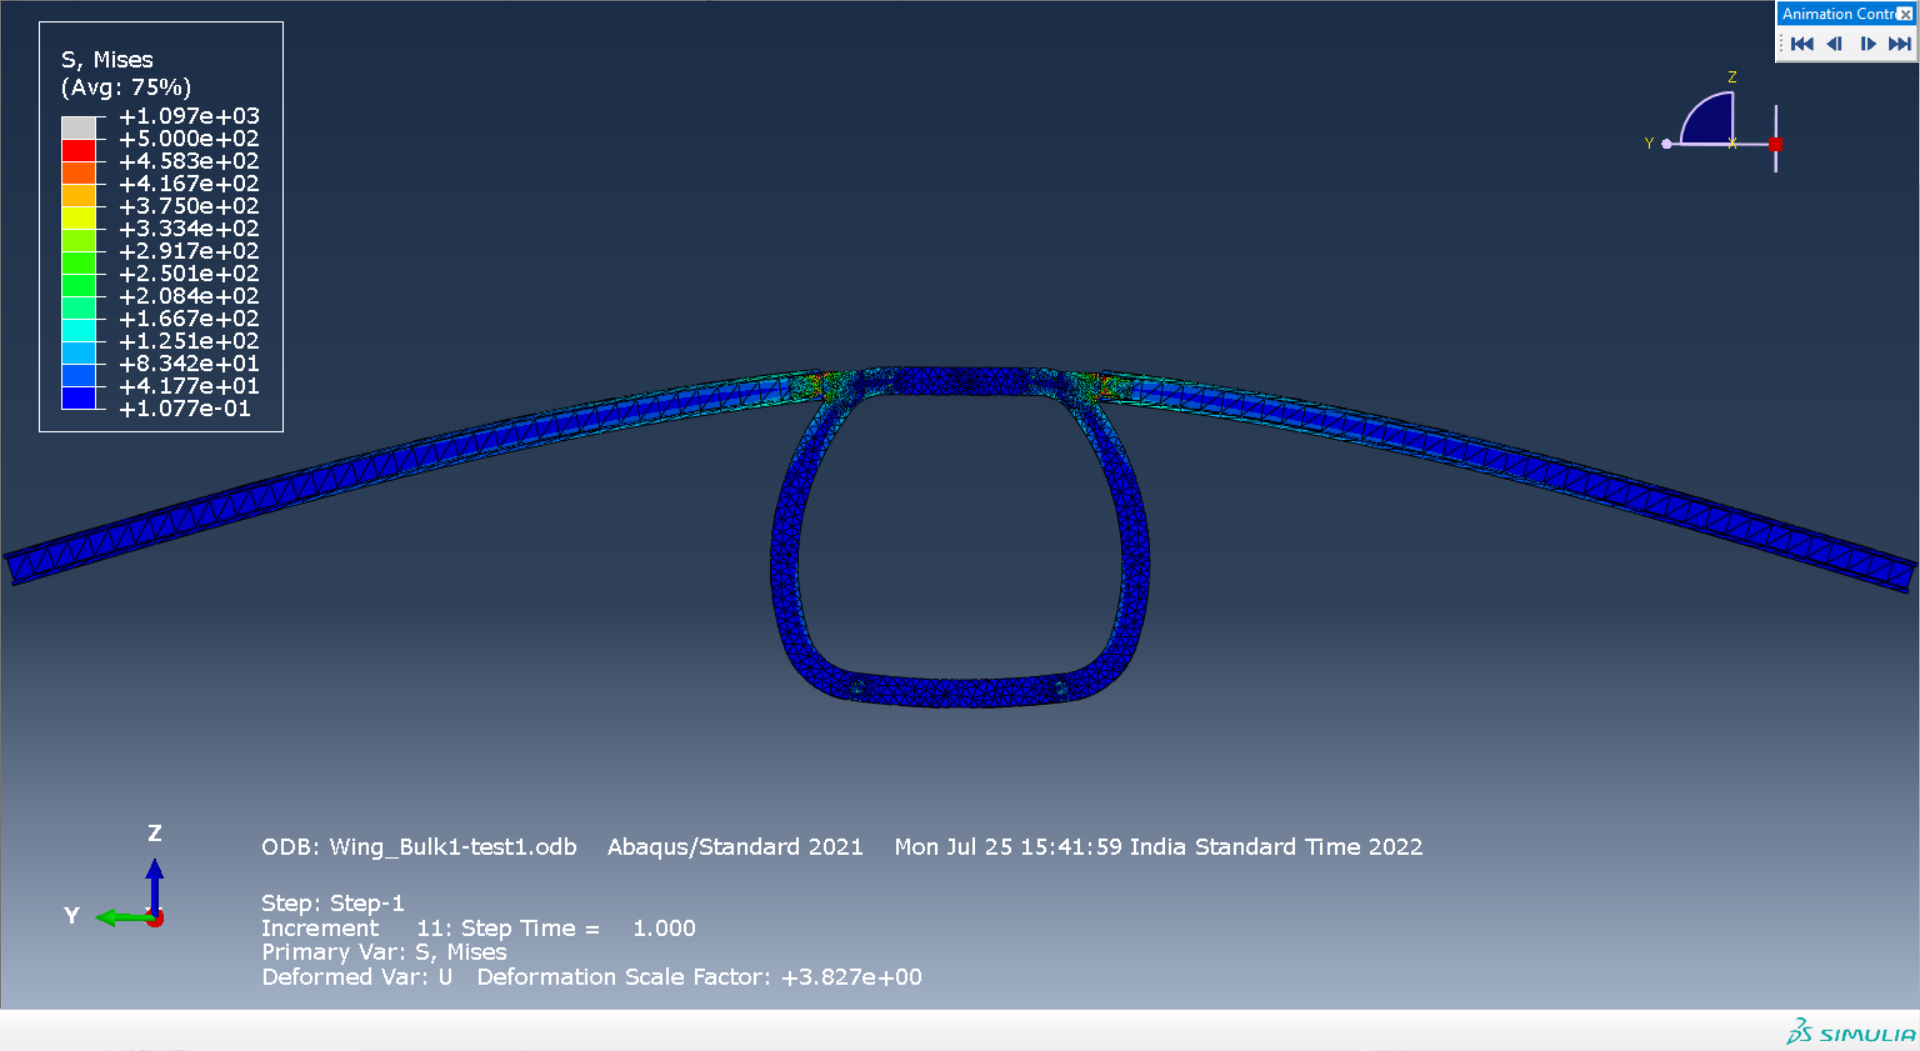 Animation Contr
S, Mises
(Avg: 75%)
+1.097e+03
+5.000e+02
+4.583e+02
+4.167e+02
+3.750e+02
+3.334e+02
+2.917e+02
+2.501e+02
+2.084e+02
+1.667e+02
+1.251e+02
+8.342e+01
+4.177e+01
+1.077e-01
Z
Y X
Z
Y
ODB: Wing_Bulk1-test1.odb Abaqus/Standard 2021 Mon Jul 25 15:41:59 India Standard Time 2022
Step: Step-1
Increment 11: Step Time = 1.000
Primary Var: S, Mises
Deformed Var: U Deformation Scale Factor: +3.827e+00
SIMULIA